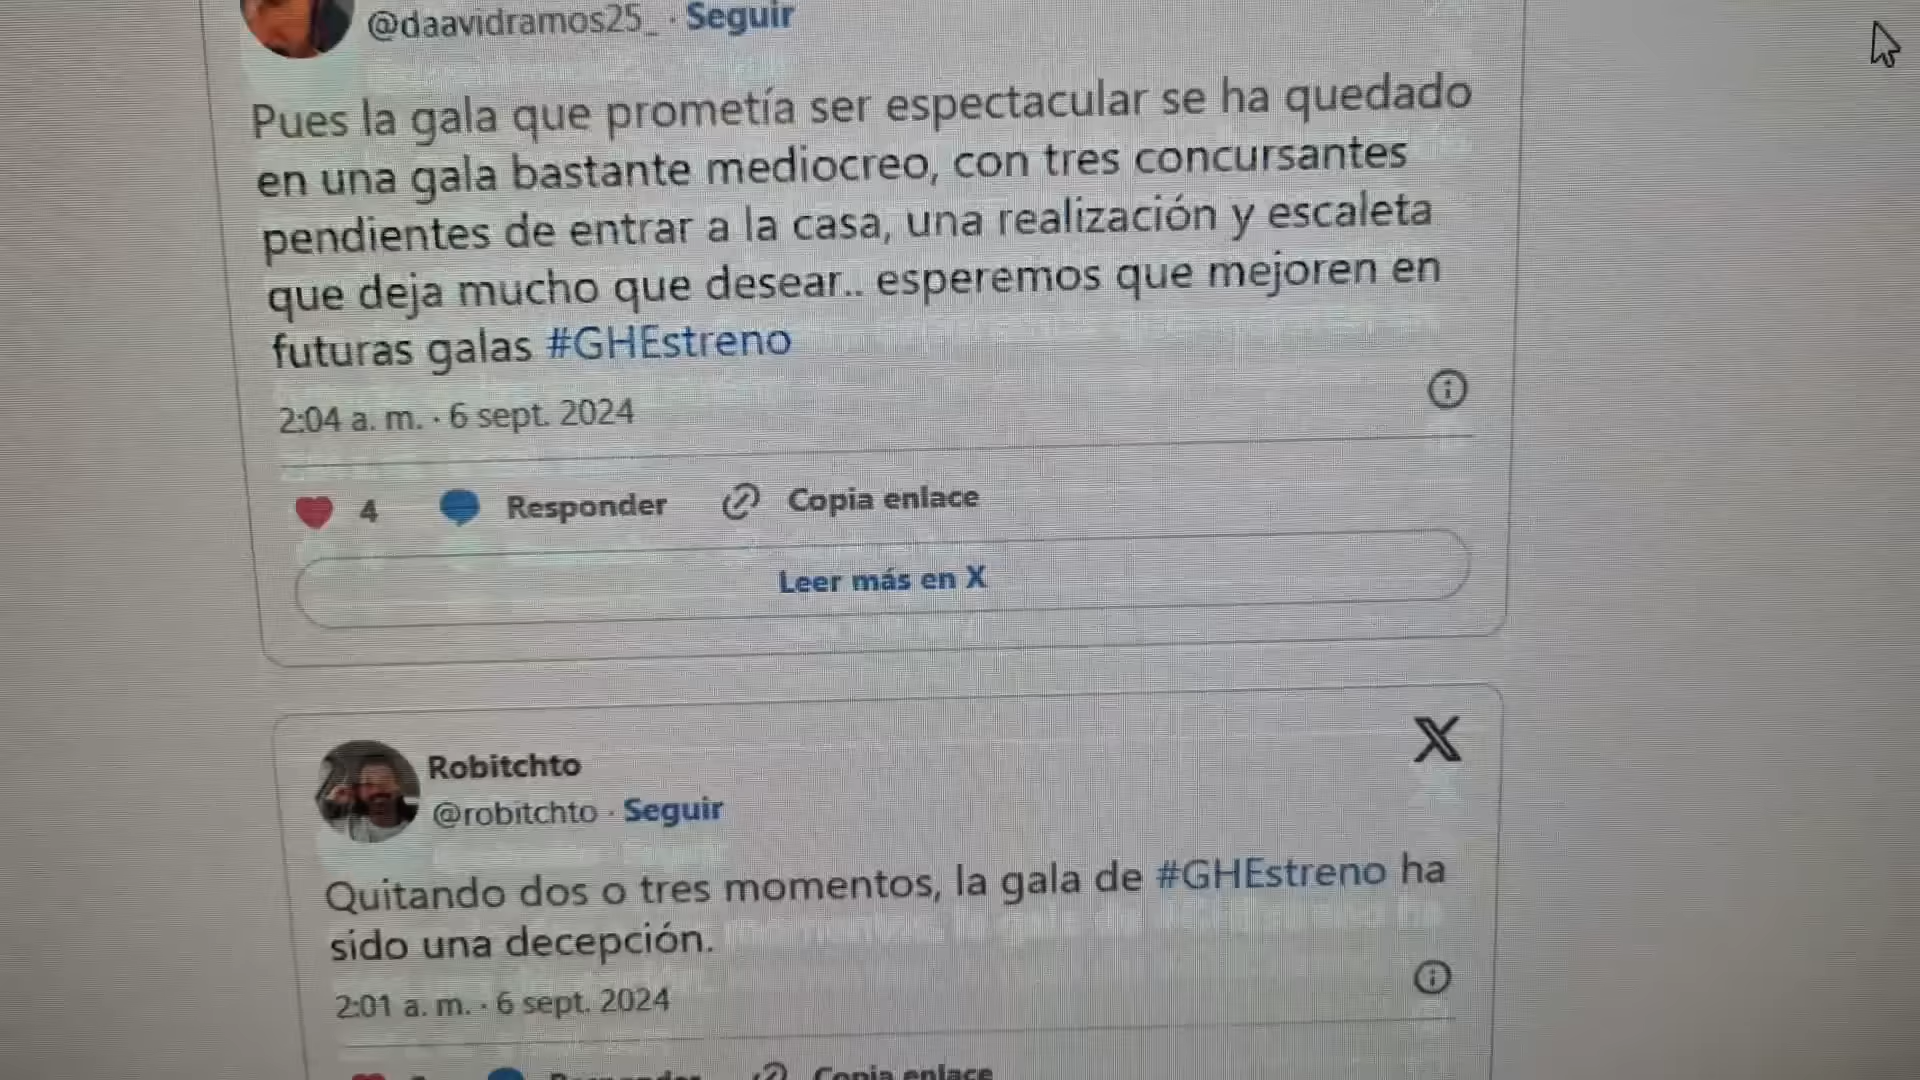 @daavidramos25_ · Seguir
Pues la gala que prometía ser espectacular se ha quedado
en una gala bastante mediocreo, con tres concursantes
pendientes de entrar a la casa, una realización y escaleta
que deja mucho que desear.. esperemos que mejoren en
futuras galas #GHEstreno
2:04 a. m. · 6 sept. 2024
4 Responder Copia enlace
Leer más en X
Robitchto
@robitchto · Seguir
Quitando dos o tres momentos, la gala de #GHEstreno ha
sido una decepción.
2:01 a. m. · 6 sept. 2024
Responder Copia enlace